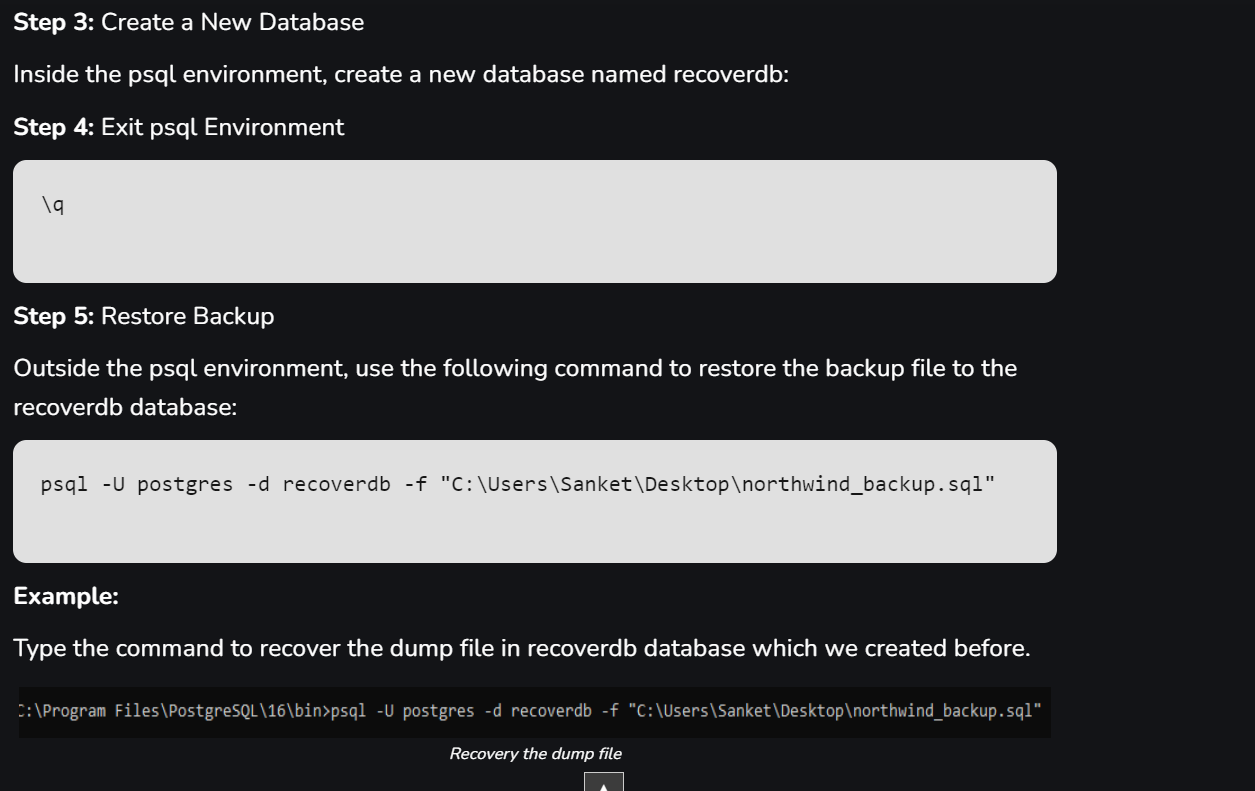 Step 3: Create a New Database
Inside the psql environment, create a new database named recoverdb:
Step 4: Exit psql Environment
\q
Step 5: Restore Backup
Outside the psql environment, use the following command to restore the backup file to the
recoverdb database:
psql -U postgres -d recoverdb -f "C:\Users\Sanket\Desktop\northwind_backup.sql"
Example:
Type the command to recover the dump file in recoverdb database which we created before.
C:\Program Files\PostgreSQL\16\bin>psql -U postgres -d recoverdb -f "C:\Users\Sanket\Desktop\northwind_backup.sql"
Recovery the dump file